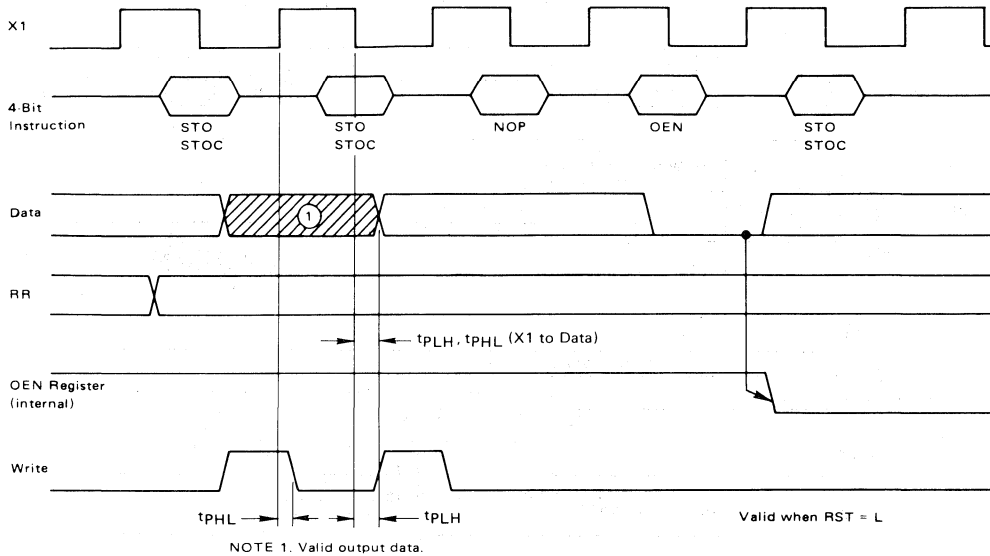 X1
4-Bit
Instruction
STO
STOC
STO
STOC
NOP
OEN
STO
STOC
Data
1
RR
tPLH, tPHL (X1 to Data)
OEN Register
(internal)
Write
tPHL
tPLH
Valid when RST = L
NOTE 1. Valid output data.